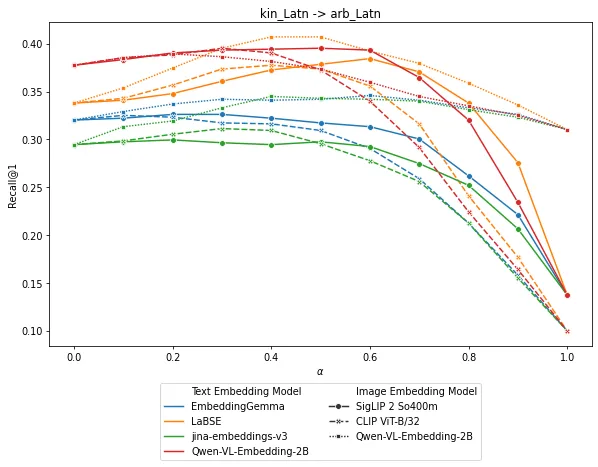 kin_Latn -> arb_Latn
Recall@1
0.40
0.35
0.30
0.25
0.20
0.15
0.10
0.0
0.2
0.4
0.6
0.8
1.0
α
Text Embedding Model
EmbeddingGemma
LaBSE
jina-embeddings-v3
Qwen-VL-Embedding-2B
Image Embedding Model
SigLIP 2 So400m
CLIP ViT-B/32
Qwen-VL-Embedding-2B